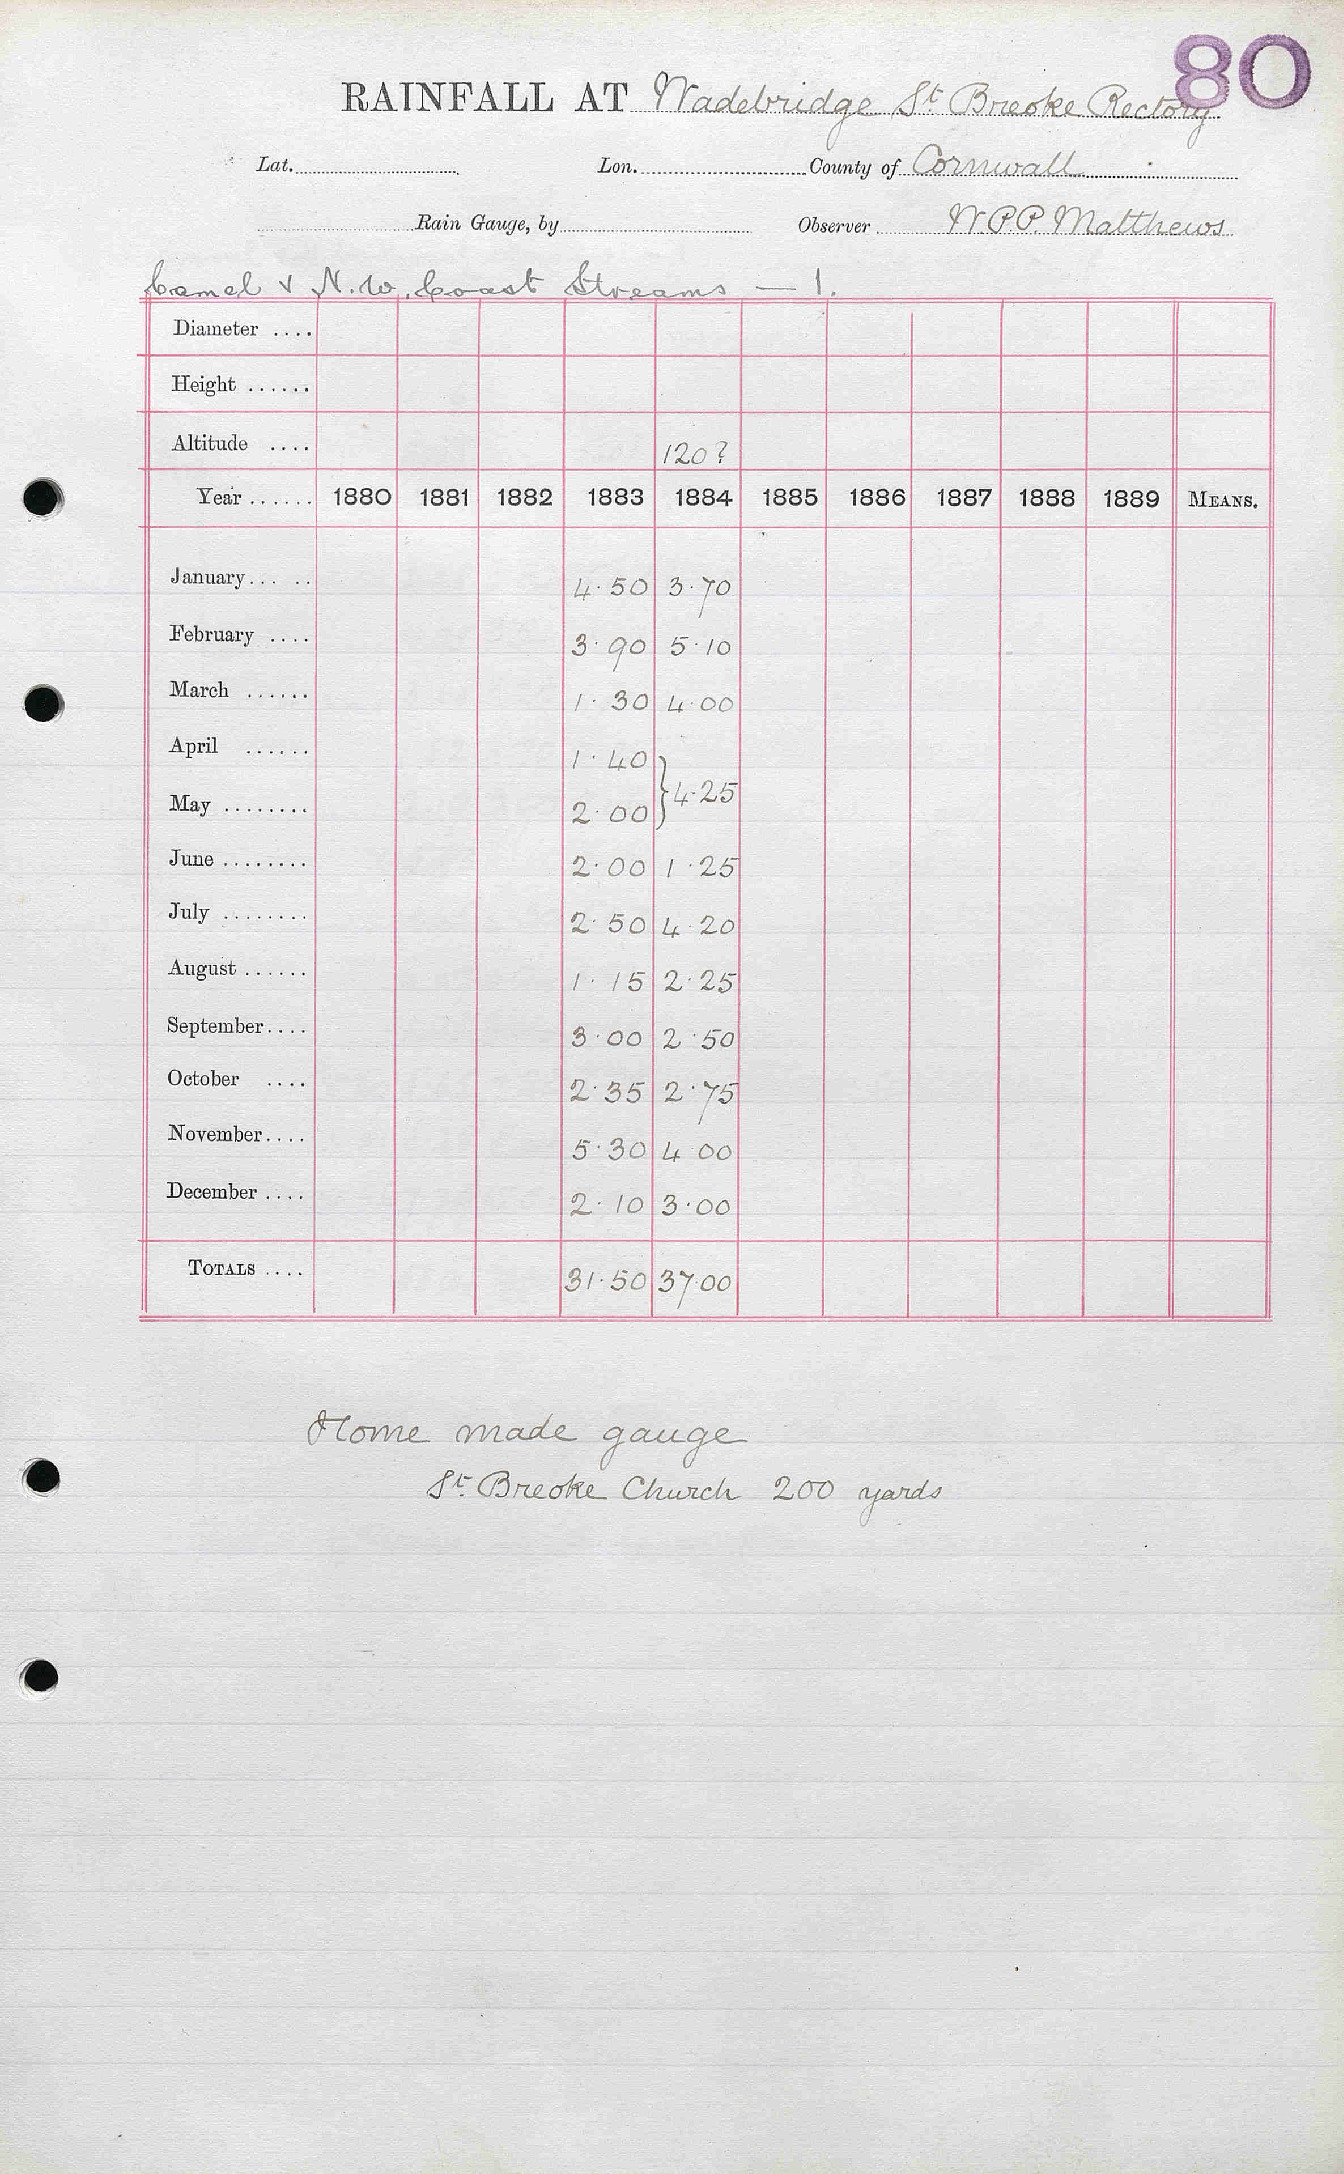 80
RAINFALL AT Wadebridge St Breoke Rectory
Lat. Lon. County of Cornwall
Rain Gauge, by Observer W P P. Matthews
Camel & N.W. Coast Streams — 1.
Diameter ....
Height ......
Altitude .... 120?
Year ...... 1880 1881 1882 1883 1884 1885 1886 1887 1888 1889 MEANS.
January... .. 4.50 3.70
February .... 3.90 5.10
March ...... 1.30 4.00
April ...... 1.40 } 4.25
May ........ 2.00
June ........ 2.00 1.25
July ........ 2.50 4.20
August ...... 1.15 2.25
September.... 3.00 2.50
October .... 2.35 2.75
November.... 5.30 4.00
December .... 2.10 3.00
TOTALS .... 31.50 37.00
Home made gauge
St. Breoke Church 200 yards